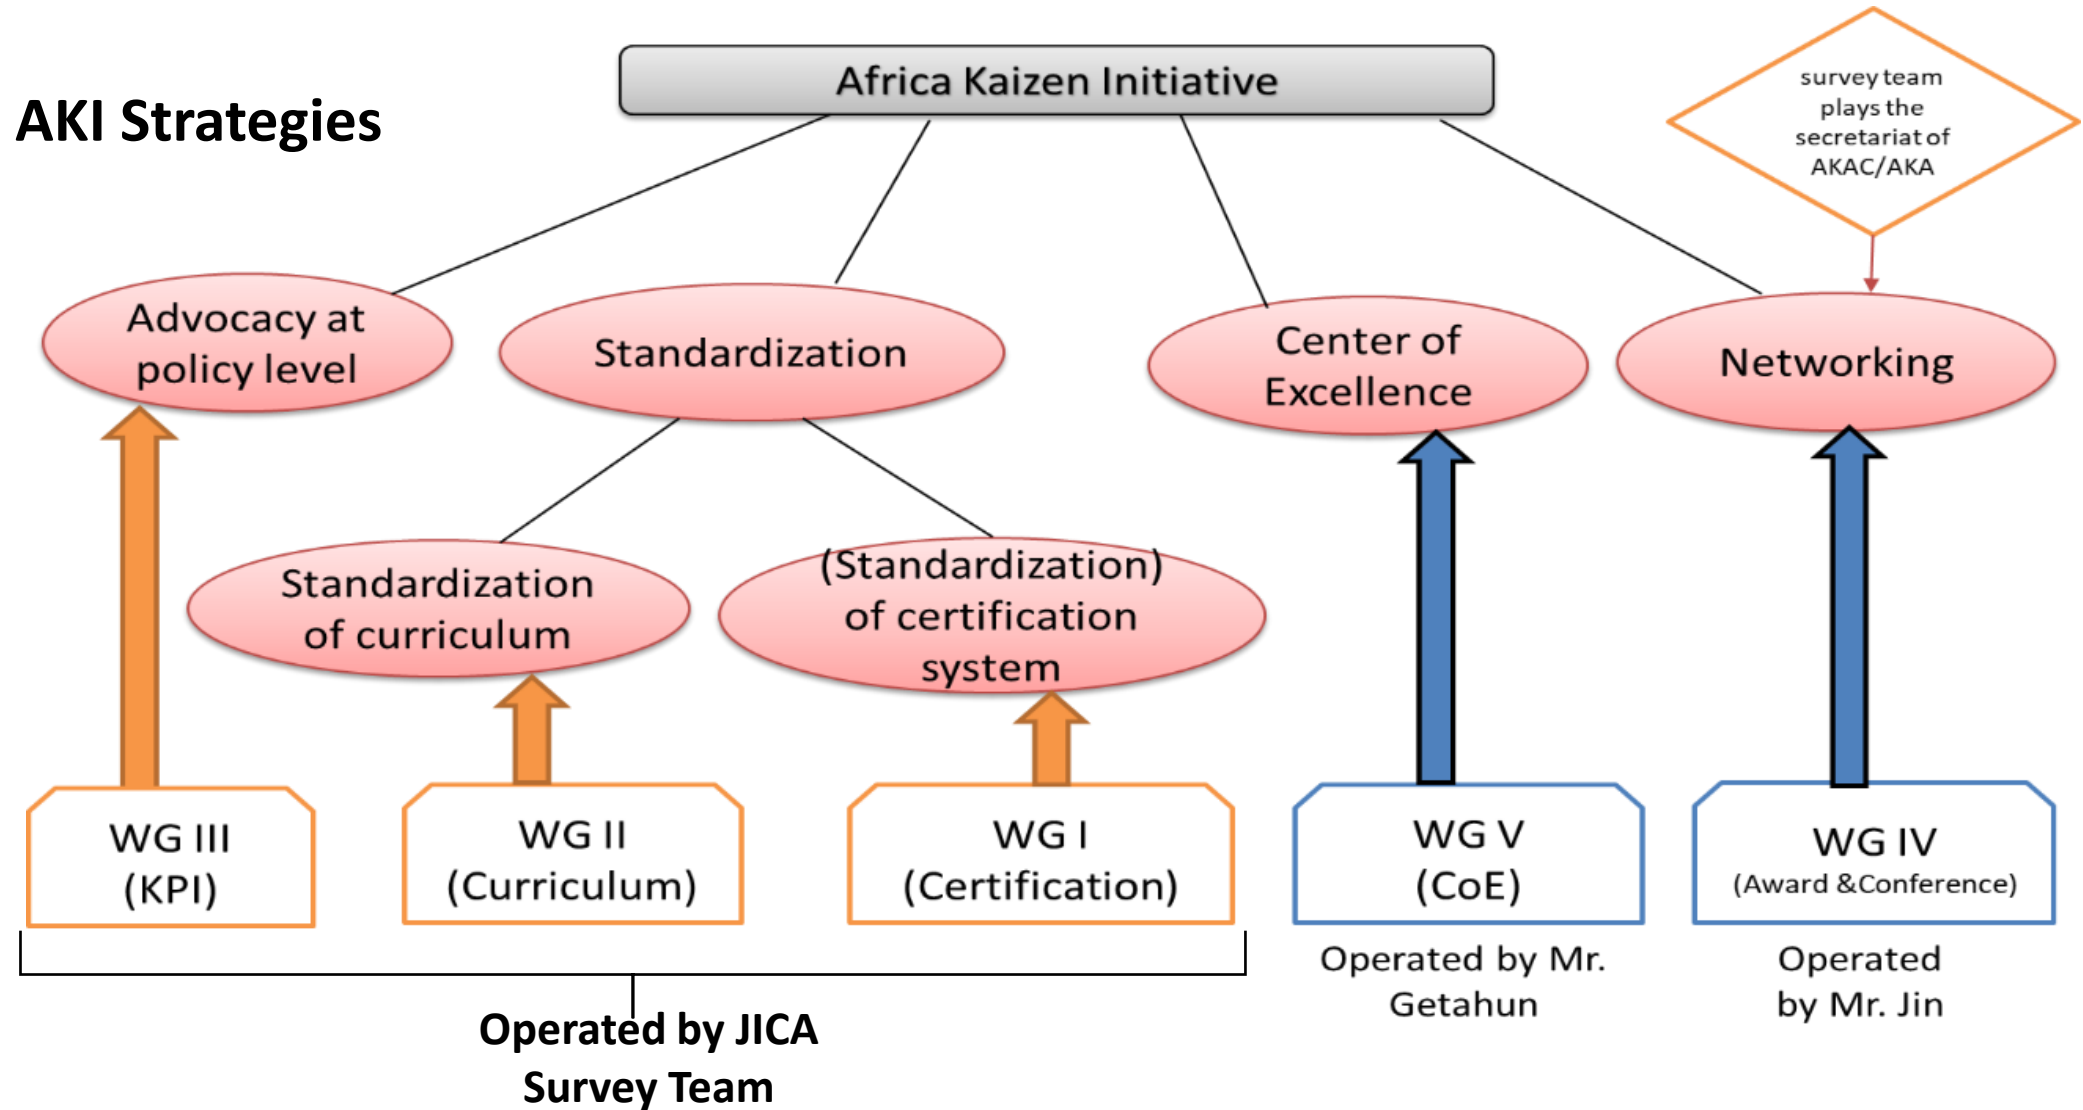 AKI Strategies
Africa Kaizen Initiative
survey team
plays the
secretariat of
AKAC/AKA
Advocacy at
policy level
Standardization
Center of
Excellence
Networking
Standardization
of curriculum
(Standardization)
of certification
system
WG III
(KPI)
WG II
(Curriculum)
WG I
(Certification)
WG V
(CoE)
WG IV
(Award &Conference)
Operated by JICA
Survey Team
Operated by Mr.
Getahun
Operated
by Mr. Jin